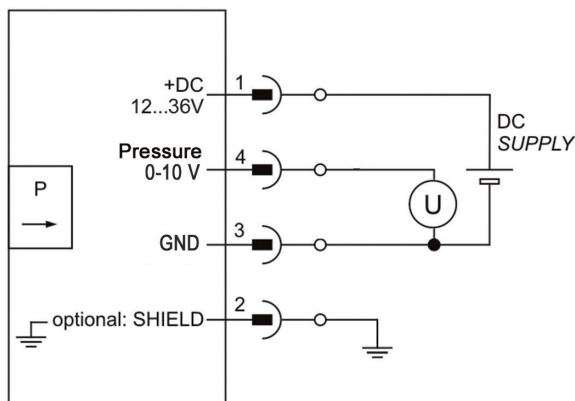 +DC 1
12...36V
DC
SUPPLY
Pressure 4
0-10 V
P
U
GND 3
optional: SHIELD 2